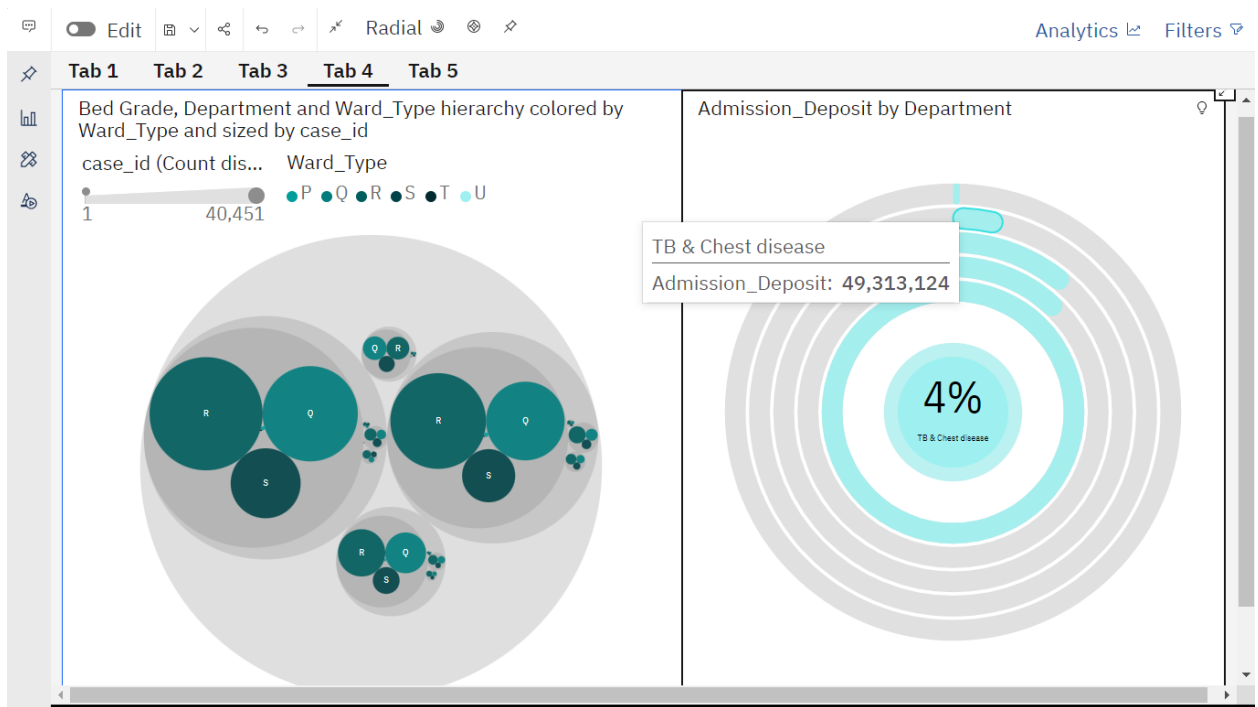 Edit
Radial
Analytics
Filters
Tab 1 Tab 2 Tab 3 Tab 4 Tab 5
Bed Grade, Department and Ward_Type hierarchy colored by
Ward_Type and sized by case_id
case_id (Count dis... Ward_Type
P Q R S T U
1 40,451
Q R
R Q
S
R Q
S
R Q
S
Admission_Deposit by Department
TB & Chest disease
Admission_Deposit: 49,313,124
4%
TB & Chest disease